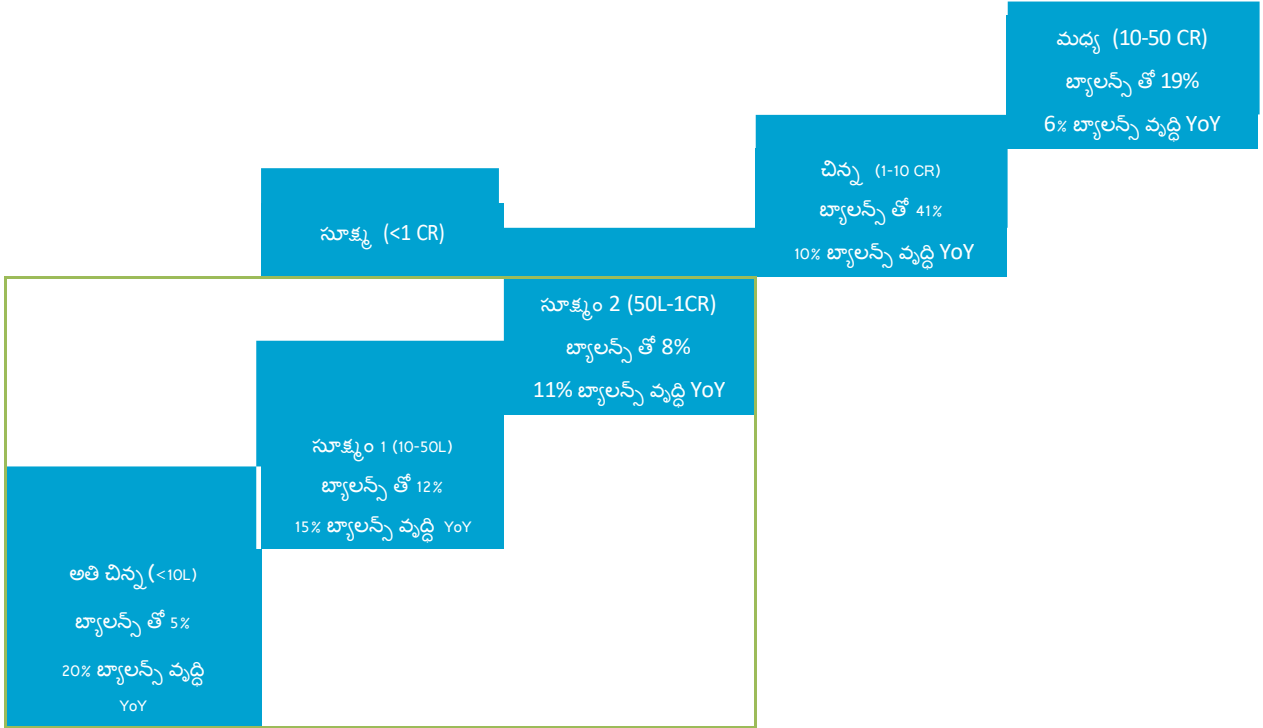 మధ్య (10-50 CR)
బ్యాలన్స్ తో 19%
6% బ్యాలన్స్ వృద్ధి YoY
చిన్న (1-10 CR)
బ్యాలన్స్ తో 41%
10% బ్యాలన్స్ వృద్ధి YoY
సూక్ష్మ (<1 CR)
సూక్ష్మం 2 (50L-1CR)
బ్యాలన్స్ తో 8%
11% బ్యాలన్స్ వృద్ధి YoY
సూక్ష్మం 1 (10-50L)
బ్యాలన్స్ తో 12%
15% బ్యాలన్స్ వృద్ధి YoY
అతి చిన్న (<10L)
బ్యాలన్స్ తో 5%
20% బ్యాలన్స్ వృద్ధి
YoY